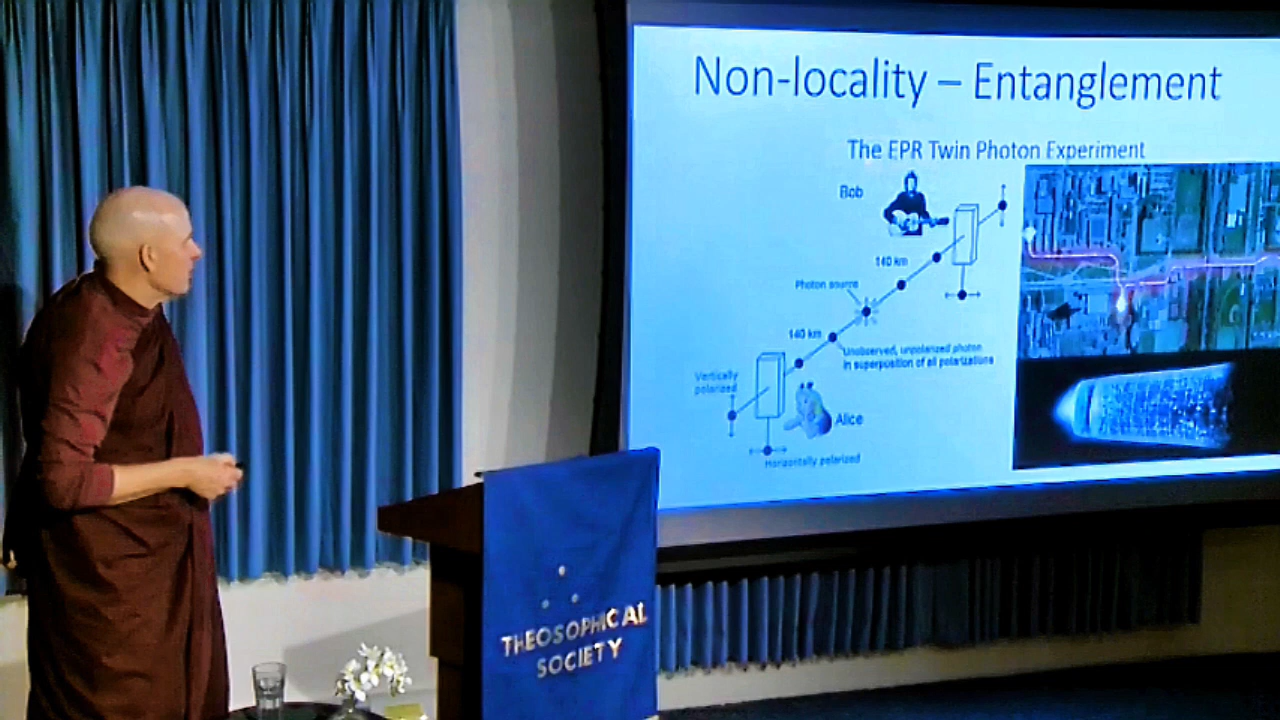 Non-locality – Entanglement
The EPR Twin Photon Experiment
Bob
140 km
Photon source
140 km
Unobserved, unpolarized photon
in superposition of all polarizations
Vertically
polarized
Alice
Horizontally polarized
THEOSOPHICAL
SOCIETY